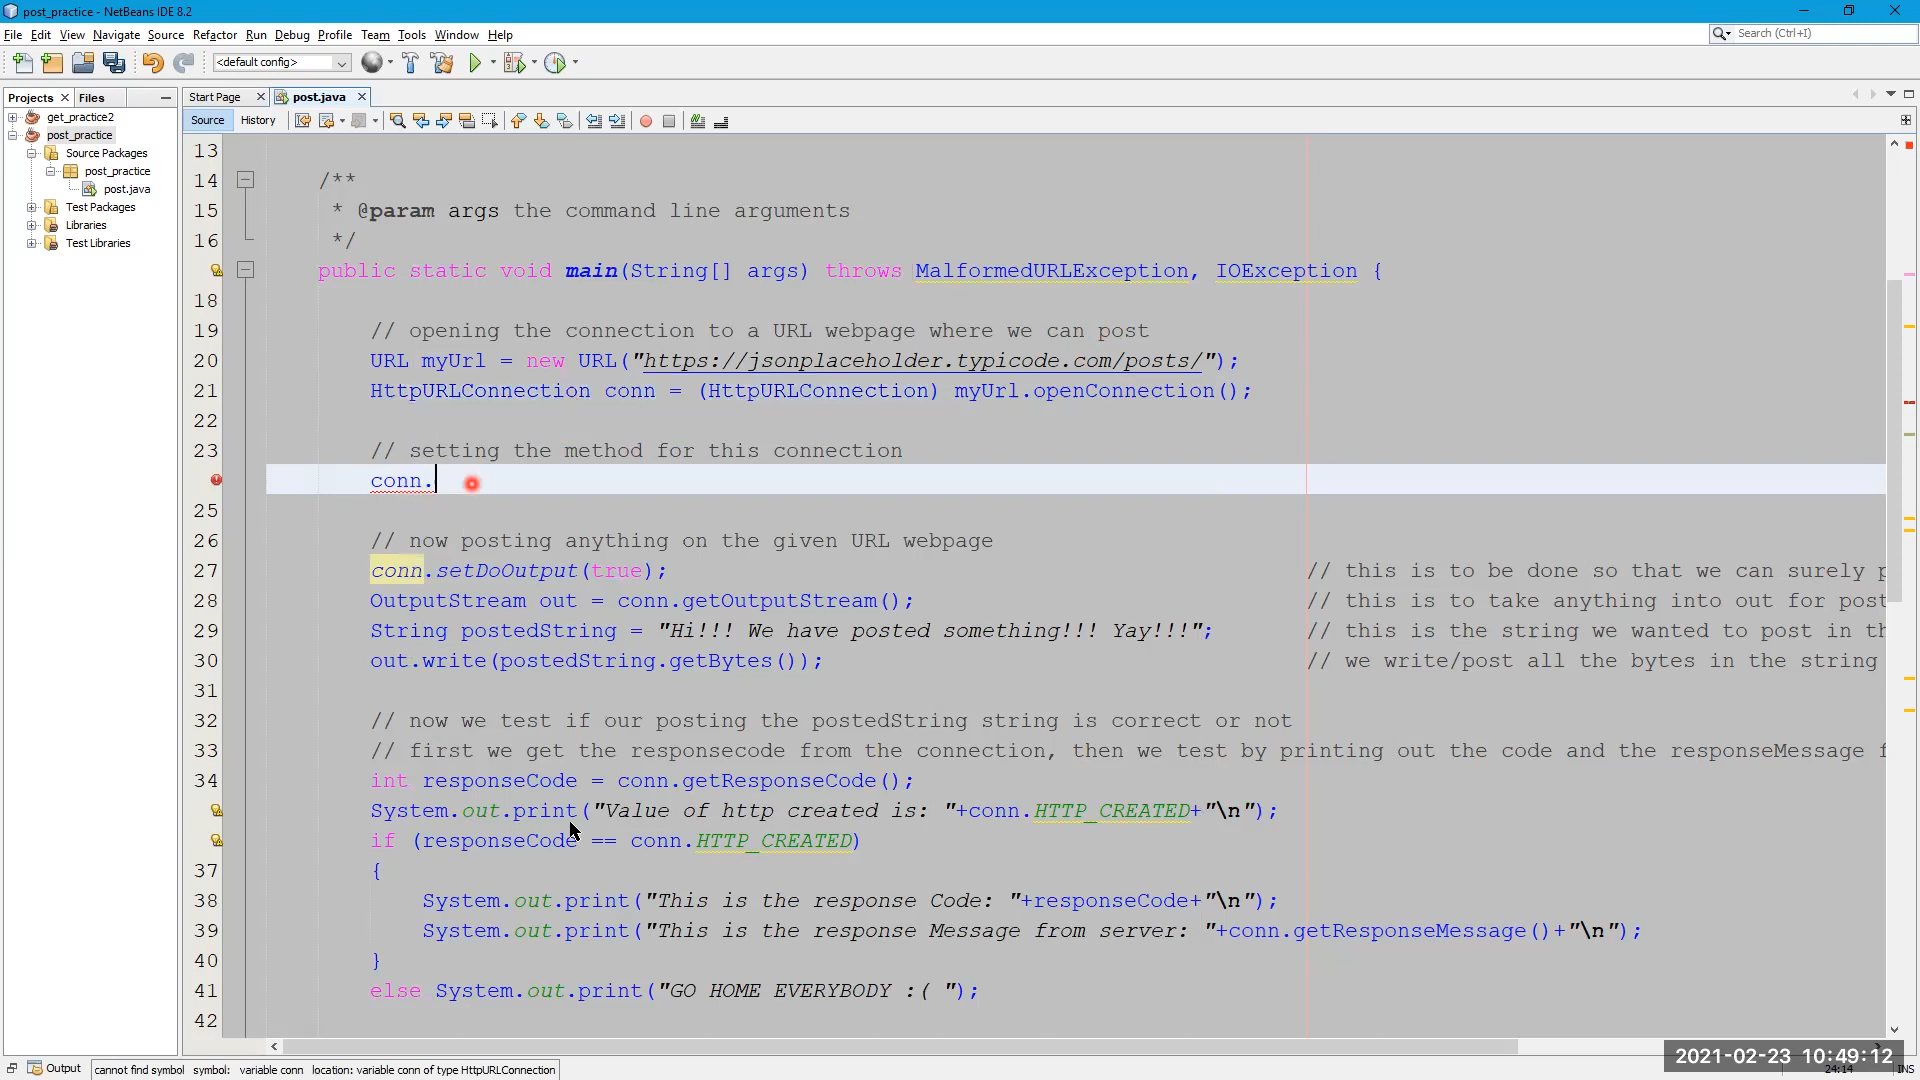 post_practice - NetBeans IDE 8.2
File Edit View Navigate Source Refactor Run Debug Profile Team Tools Window Help
Search (Ctrl+I)
<default config>
Projects Files
Start Page post.java
Source History
get_practice2
post_practice
Source Packages
post_practice
post.java
Test Packages
Libraries
Test Libraries
13
14 /**
15 * @param args the command line arguments
16 */
public static void main(String[] args) throws MalformedURLException, IOException {
18
19 // opening the connection to a URL webpage where we can post
20 URL myUrl = new URL("https://jsonplaceholder.typicode.com/posts/");
21 HttpURLConnection conn = (HttpURLConnection) myUrl.openConnection();
22
23 // setting the method for this connection
conn.
25
26 // now posting anything on the given URL webpage
27 conn.setDoOutput(true); // this is to be done so that we can surely p
28 OutputStream out = conn.getOutputStream(); // this is to take anything into out for post
29 String postedString = "Hi!!! We have posted something!!! Yay!!!"; // this is the string we wanted to post in th
30 out.write(postedString.getBytes()); // we write/post all the bytes in the string
31
32 // now we test if our posting the postedString string is correct or not
33 // first we get the responsecode from the connection, then we test by printing out the code and the responseMessage f
34 int responseCode = conn.getResponseCode();
System.out.print("Value of http created is: "+conn.HTTP_CREATED+"\n");
if (responseCode == conn.HTTP_CREATED)
37 {
38 System.out.print("This is the response Code: "+responseCode+"\n");
39 System.out.print("This is the response Message from server: "+conn.getResponseMessage()+"\n");
40 }
41 else System.out.print("GO HOME EVERYBODY :( ");
42
2021-02-23 10:49:12
Output
cannot find symbol symbol: variable conn location: variable conn of type HttpURLConnection
24:14
INS